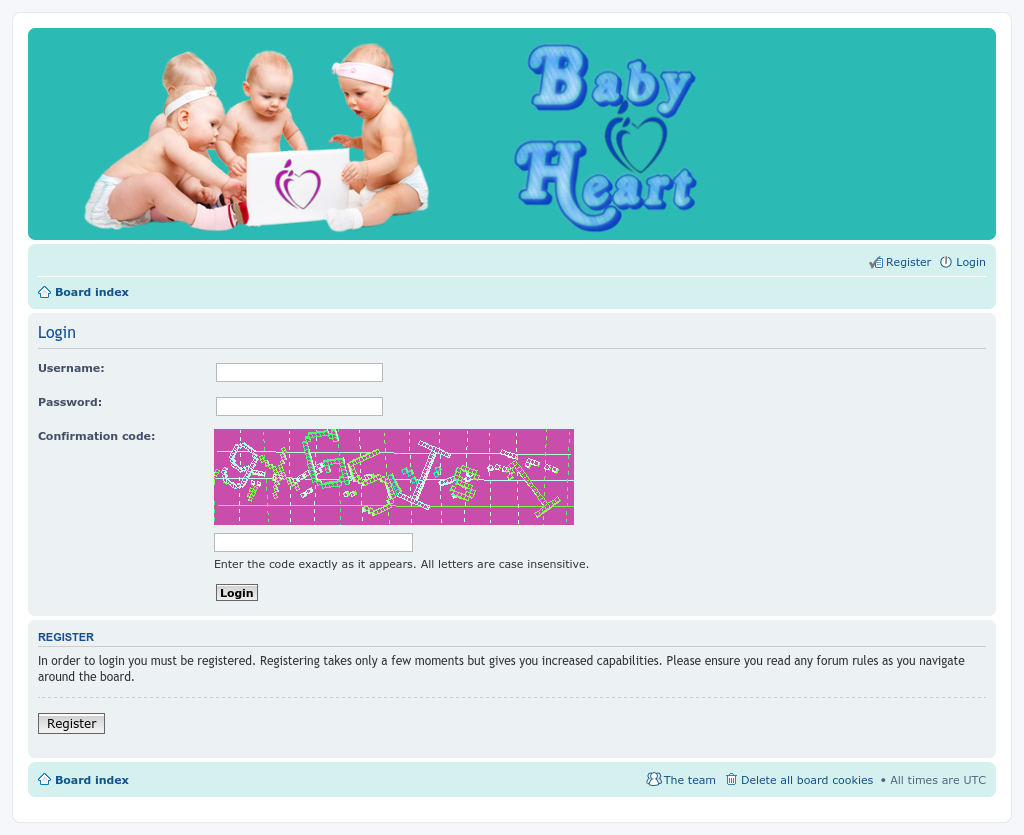 Baby
Heart
Register Login
Board index
Login
Username:
Password:
Confirmation code:
Enter the code exactly as it appears. All letters are case insensitive.
Login
REGISTER
In order to login you must be registered. Registering takes only a few moments but gives you increased capabilities. Please ensure you read any forum rules as you navigate
around the board.
Register
Board index
The team Delete all board cookies • All times are UTC